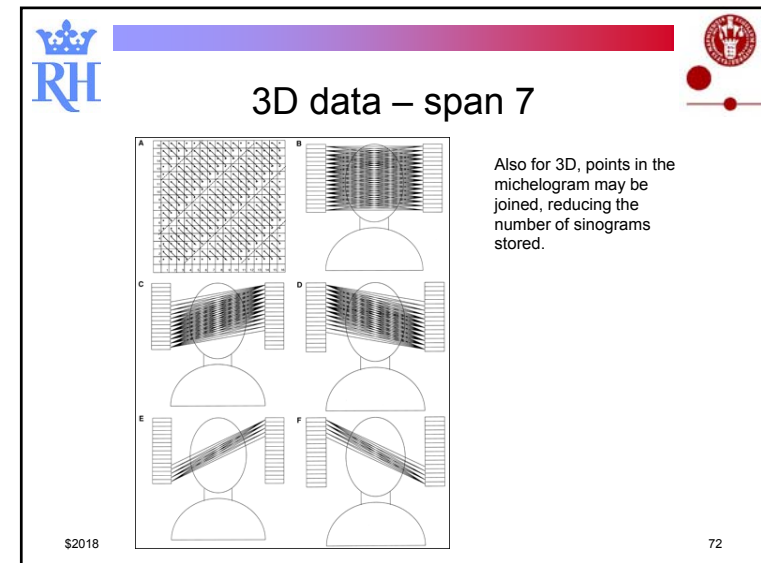 RH
3D data – span 7
A
B
Also for 3D, points in the
michelogram may be
joined, reducing the
number of sinograms
stored.
C
D
E
F
$2018
72